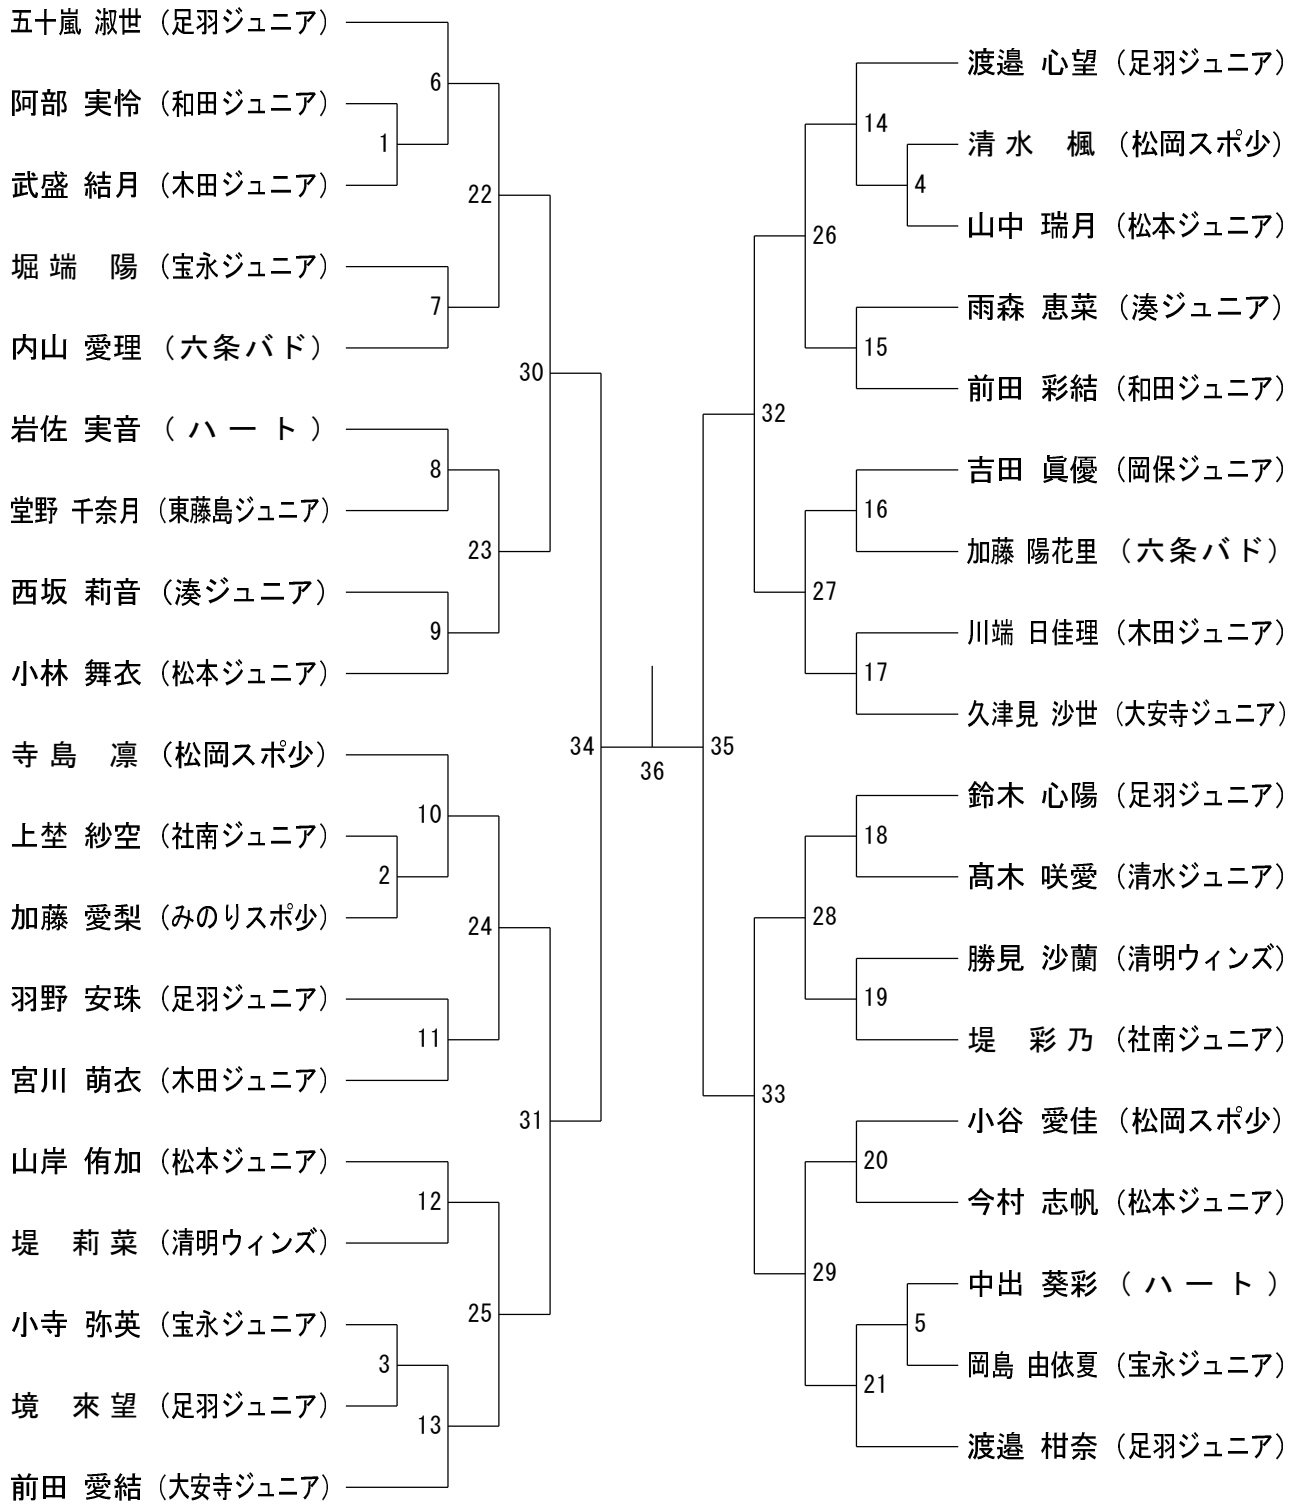 五十嵐 淑世 （足羽ジュニア）
6
阿部 実怜 （和田ジュニア）
1
武盛 結月 （木田ジュニア）
22
堀端 陽 （宝永ジュニア）
7
内山 愛理 （六条バド）
30
岩佐 実音 （ハート）
8
堂野 千奈月 （東藤島ジュニア）
23
西坂 莉音 （湊ジュニア）
9
小林 舞衣 （松本ジュニア）
34
寺島 凛 （松岡スポ少）
10
上埜 紗空 （社南ジュニア）
2
加藤 愛梨 （みのりスポ少）
24
羽野 安珠 （足羽ジュニア）
11
宮川 萌衣 （木田ジュニア）
31
山岸 侑加 （松本ジュニア）
12
堤 莉菜 （清明ウィンズ）
25
小寺 弥英 （宝永ジュニア）
3
境 來望 （足羽ジュニア）
13
前田 愛結 （大安寺ジュニア）
36
渡邉 心望 （足羽ジュニア）
14
清水 楓 （松岡スポ少）
4
山中 瑞月 （松本ジュニア）
26
雨森 恵菜 （湊ジュニア）
15
前田 彩結 （和田ジュニア）
32
吉田 眞優 （岡保ジュニア）
16
加藤 陽花里 （六条バド）
27
川端 日佳理 （木田ジュニア）
17
久津見 沙世 （大安寺ジュニア）
35
鈴木 心陽 （足羽ジュニア）
18
髙木 咲愛 （清水ジュニア）
28
勝見 沙蘭 （清明ウィンズ）
19
堤 彩乃 （社南ジュニア）
33
小谷 愛佳 （松岡スポ少）
20
今村 志帆 （松本ジュニア）
29
中出 葵彩 （ハート）
5
岡島 由依夏 （宝永ジュニア）
21
渡邉 柑奈 （足羽ジュニア）